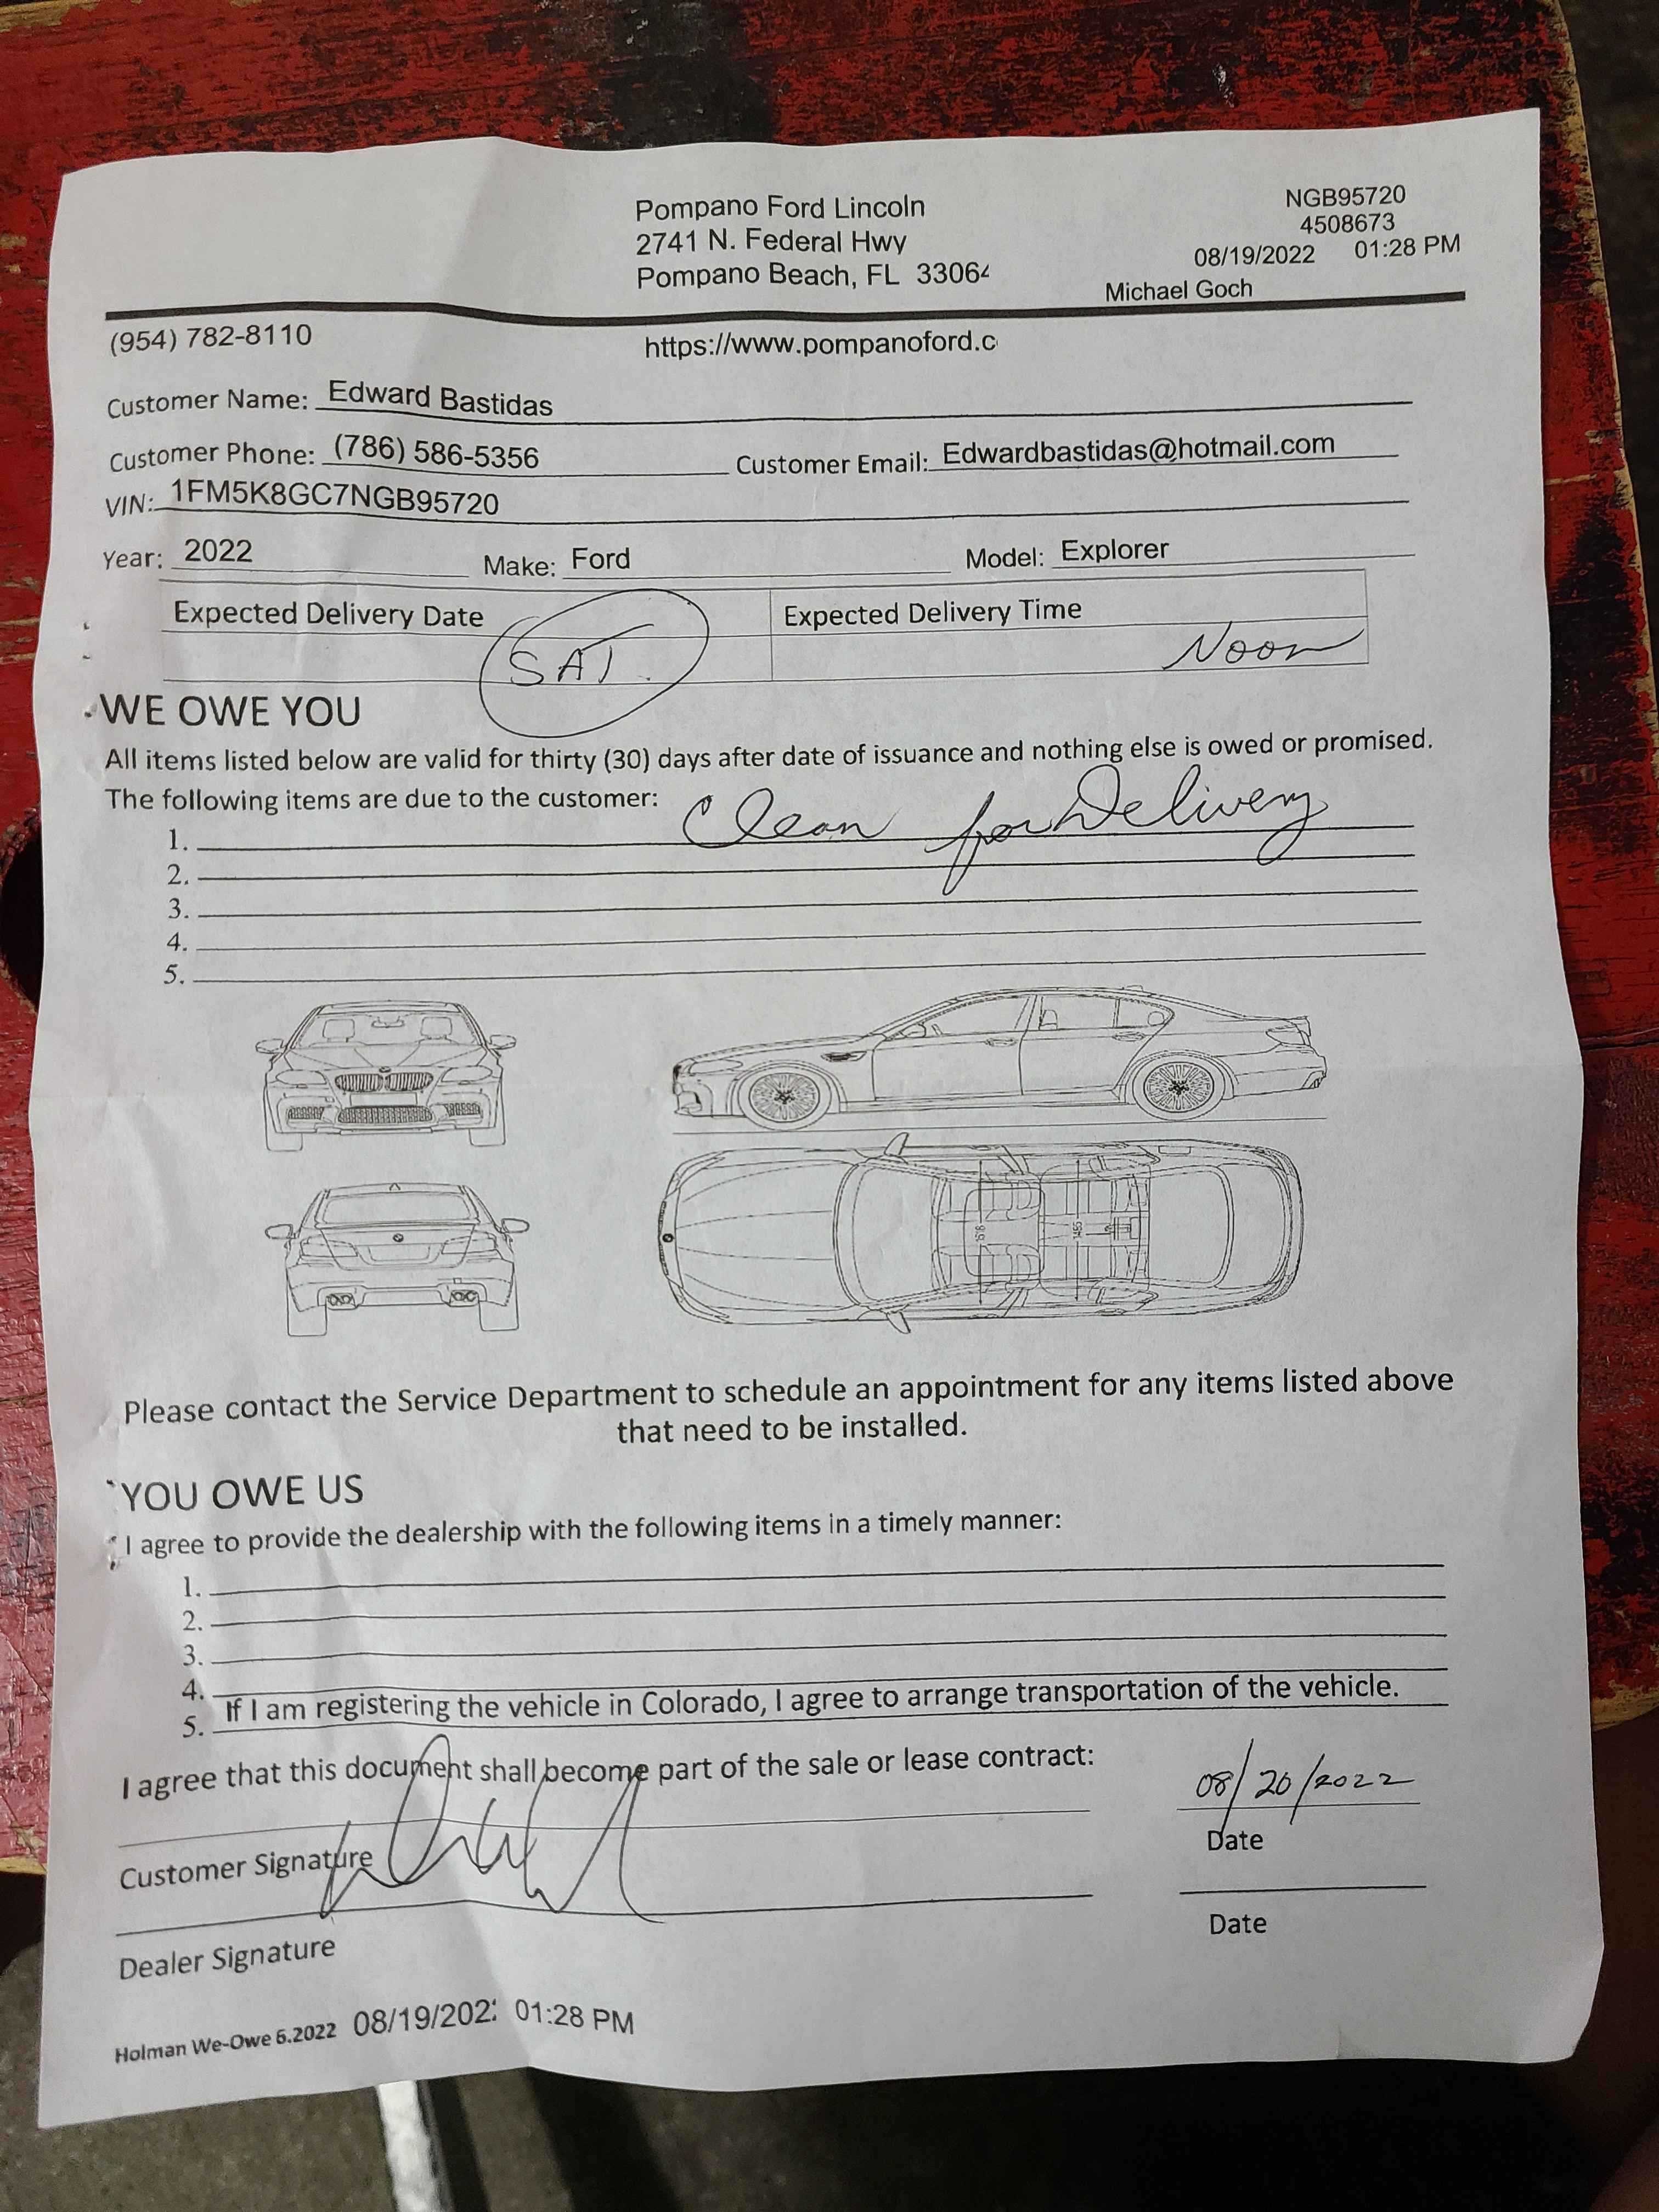 Pompano Ford Lincoln
2741 N. Federal Hwy
Pompano Beach, FL 33064
NGB95720
4508673
08/19/2022 01:28 PM
Michael Goch
(954) 782-8110
https://www.pompanoford.c
Customer Name: Edward Bastidas
Customer Phone: (786) 586-5356 Customer Email: Edwardbastidas@hotmail.com
VIN: 1FM5K8GC7NGB95720
Year: 2022 Make: Ford Model: Explorer
Expected Delivery Date Expected Delivery Time
SAT. Noon
WE OWE YOU
All items listed below are valid for thirty (30) days after date of issuance and nothing else is owed or promised.
The following items are due to the customer:
1. Clean for Delivery
2.
3.
4.
5.
Please contact the Service Department to schedule an appointment for any items listed above
that need to be installed.
YOU OWE US
I agree to provide the dealership with the following items in a timely manner:
1.
2.
3.
4.
5. If I am registering the vehicle in Colorado, I agree to arrange transportation of the vehicle.
I agree that this document shall become part of the sale or lease contract:
08/20/2022
Customer Signature Date
Dealer Signature Date
Holman We-Owe 6.2022 08/19/202 01:28 PM